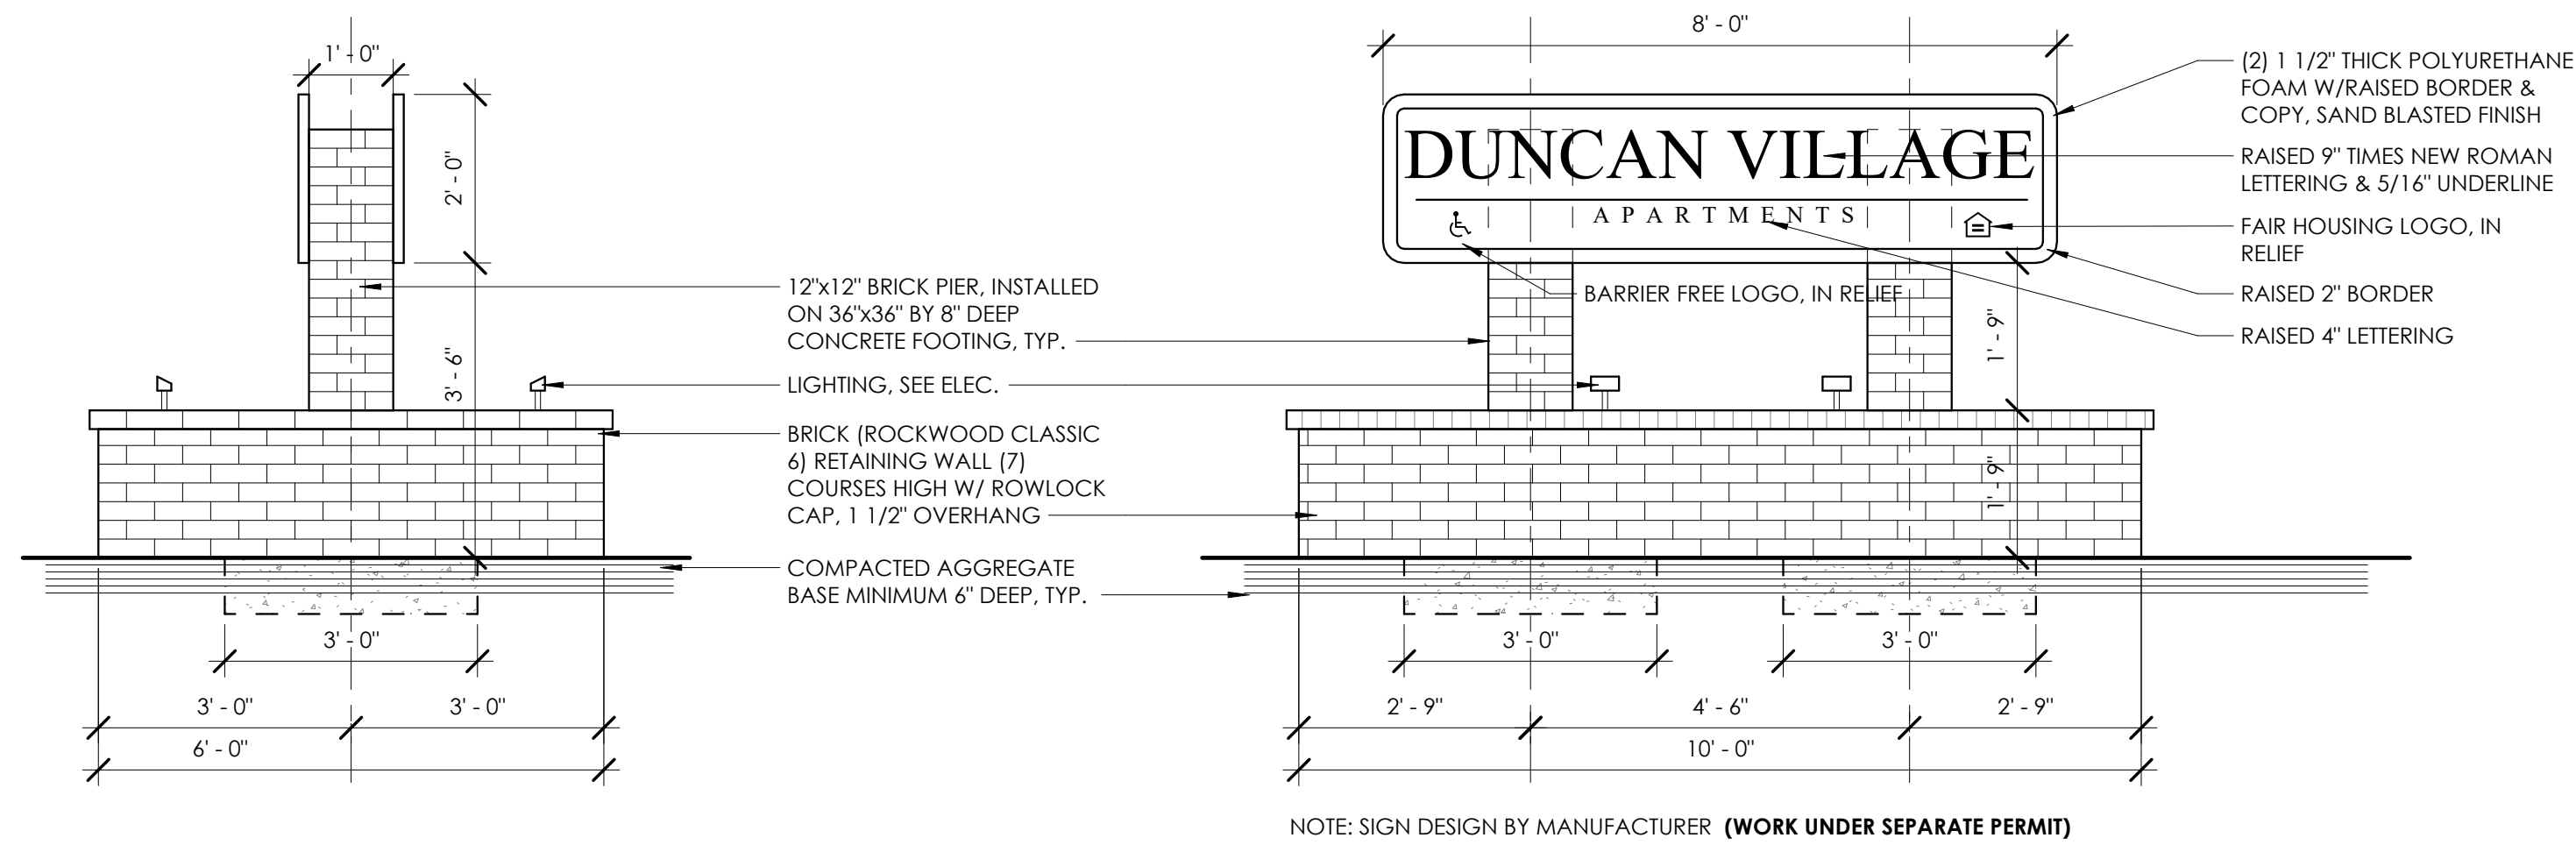 1' - 0"
2' - 0"
3' - 6"
3' - 0"
3' - 0"
3' - 0"
6' - 0"
12"x12" BRICK PIER, INSTALLED
ON 36"x36" BY 8" DEEP
CONCRETE FOOTING, TYP.
LIGHTING, SEE ELEC.
BRICK (ROCKWOOD CLASSIC
6) RETAINING WALL (7)
COURSES HIGH W/ ROWLOCK
CAP, 1 1/2" OVERHANG
COMPACTED AGGREGATE
BASE MINIMUM 6" DEEP, TYP.
8' - 0"
DUNCAN VILLAGE
APARTMENTS
BARRIER FREE LOGO, IN RELIEF
1' - 9"
1' - 9"
3' - 0"
3' - 0"
2' - 9"
4' - 6"
2' - 9"
10' - 0"
(2) 1 1/2" THICK POLYURETHANE
FOAM W/RAISED BORDER &
COPY, SAND BLASTED FINISH
RAISED 9" TIMES NEW ROMAN
LETTERING & 5/16" UNDERLINE
FAIR HOUSING LOGO, IN
RELIEF
RAISED 2" BORDER
RAISED 4" LETTERING
NOTE: SIGN DESIGN BY MANUFACTURER (WORK UNDER SEPARATE PERMIT)